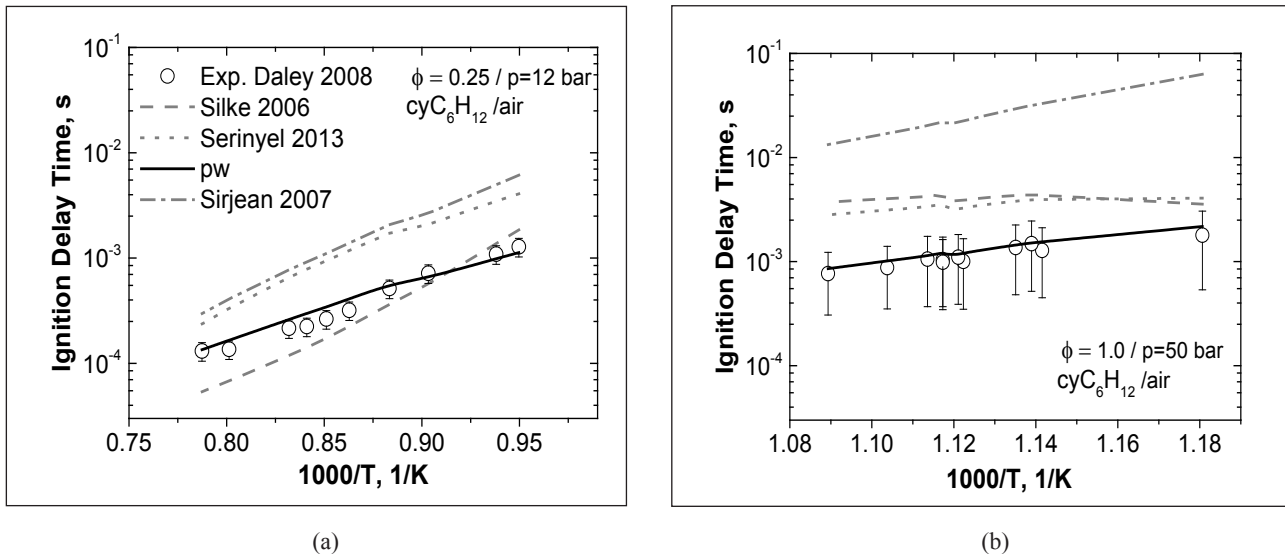 10^-1
10^-2
10^-3
10^-4
Ignition Delay Time, s
Exp. Daley 2008
Silke 2006
Serinyel 2013
pw
Sirjean 2007
ϕ = 0.25 / p=12 bar
cyC₆H₁₂ /air
0.75 0.80 0.85 0.90 0.95
1000/T, 1/K
(a)
10^-1
10^-2
10^-3
10^-4
Ignition Delay Time, s
ϕ = 1.0 / p=50 bar
cyC₆H₁₂ /air
1.08 1.10 1.12 1.14 1.16 1.18
1000/T, 1/K
(b)